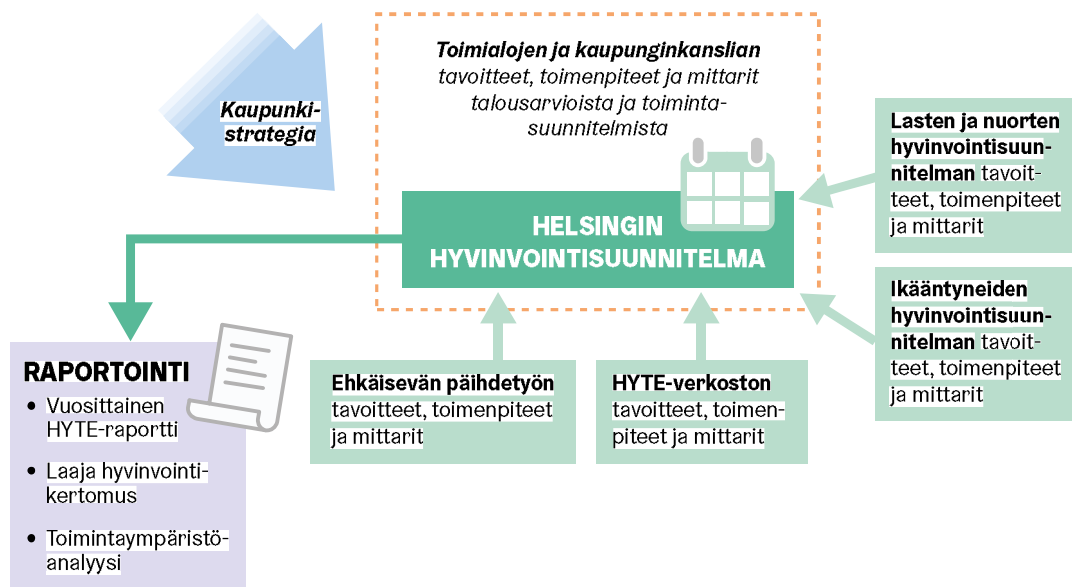 Kaupunki-
strategia
Toimialojen ja kaupunginkanslian
tavoitteet, toimenpiteet ja mittarit
talousarvioista ja toiminta-
suunnitelmista
HELSINGIN
HYVINVOINTISUUNNITELMA
Lasten ja nuorten
hyvinvointisuun-
nitelman tavoit-
teet, toimenpiteet
ja mittarit
Ikääntyneiden
hyvinvointisuun-
nitelman tavoit-
teet, toimenpiteet
ja mittarit
Ehkäisevän päihdetyön
tavoitteet, toimenpiteet
ja mittarit
HYTE-verkoston
tavoitteet, toimen-
piteet ja mittarit
RAPORTOINTI
• Vuosittainen
HYTE-raportti
• Laaja hyvinvointi-
kertomus
• Toimintaympäristö-
analyysi